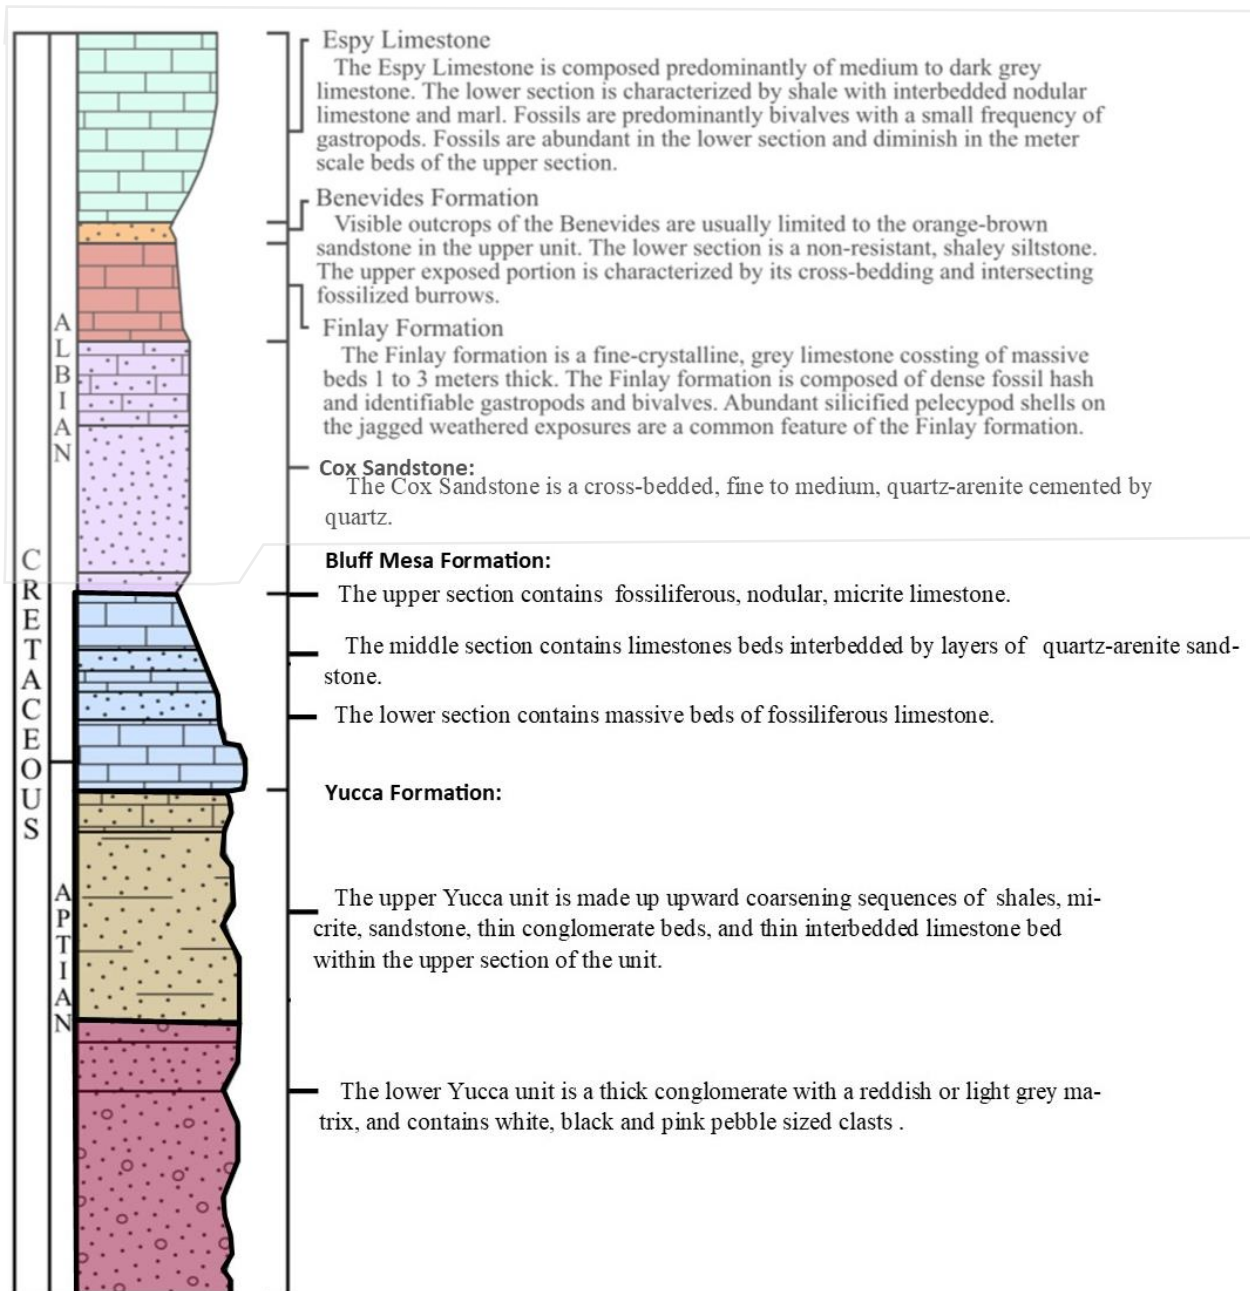 Espy Limestone
The Espy Limestone is composed predominantly of medium to dark grey
limestone. The lower section is characterized by shale with interbedded nodular
limestone and marl. Fossils are predominantly bivalves with a small frequency of
gastropods. Fossils are abundant in the lower section and diminish in the meter
scale beds of the upper section.
Benevides Formation
Visible outcrops of the Benevides are usually limited to the orange-brown
sandstone in the upper unit. The lower section is a non-resistant, shaley siltstone.
The upper exposed portion is characterized by its cross-bedding and intersecting
fossilized burrows.
Finlay Formation
The Finlay formation is a fine-crystalline, grey limestone cossting of massive
beds 1 to 3 meters thick. The Finlay formation is composed of dense fossil hash
and identifiable gastropods and bivalves. Abundant silicified pelecypod shells on
the jagged weathered exposures are a common feature of the Finlay formation.
Cox Sandstone:
The Cox Sandstone is a cross-bedded, fine to medium, quartz-arenite cemented by
quartz.
Bluff Mesa Formation:
The upper section contains fossiliferous, nodular, micrite limestone.
The middle section contains limestones beds interbedded by layers of quartz-arenite sand-
stone.
The lower section contains massive beds of fossiliferous limestone.
Yucca Formation:
The upper Yucca unit is made up upward coarsening sequences of shales, mi-
crite, sandstone, thin conglomerate beds, and thin interbedded limestone bed
within the upper section of the unit.
The lower Yucca unit is a thick conglomerate with a reddish or light grey ma-
trix, and contains white, black and pink pebble sized clasts .
CRETACEOUS
ALBIAN
APTIAN